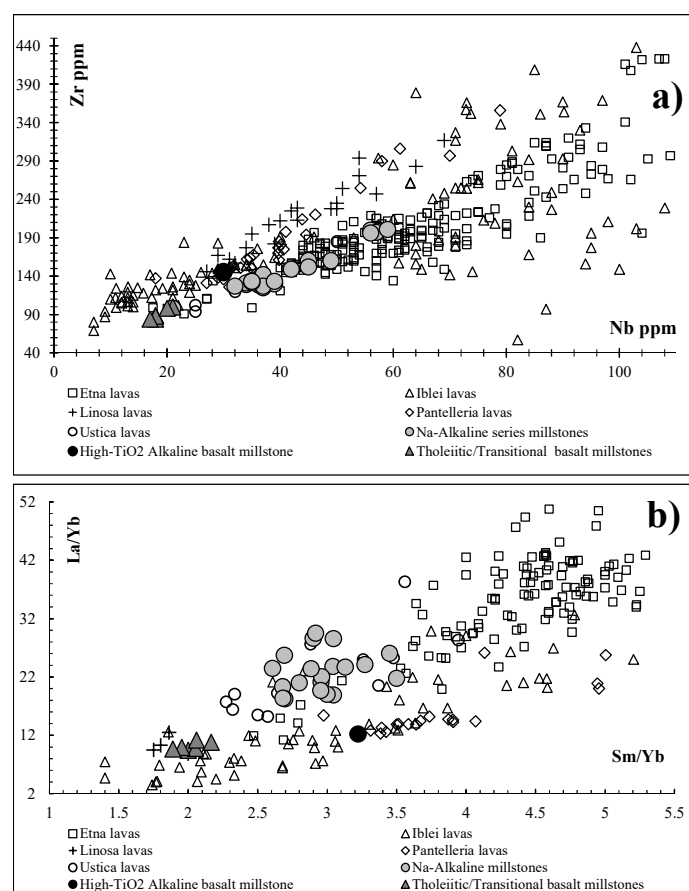 a)
Zr ppm
440
390
340
290
240
190
140
90
40
Nb ppm
0 20 40 60 80 100
Etna lavas Iblei lavas
Linosa lavas Pantelleria lavas
Ustica lavas Na-Alkaline series millstones
High-TiO2 Alkaline basalt millstone Tholeiitic/Transitional basalt millstones
b)
La/Yb
52
42
32
22
12
2
Sm/Yb
1 1.5 2 2.5 3 3.5 4 4.5 5 5.5
Etna lavas Iblei lavas
Linosa lavas Pantelleria lavas
Ustica lavas Na-Alkaline millstones
High-TiO2 Alkaline basalt millstone Tholeiitic/Transitional basalt millstones